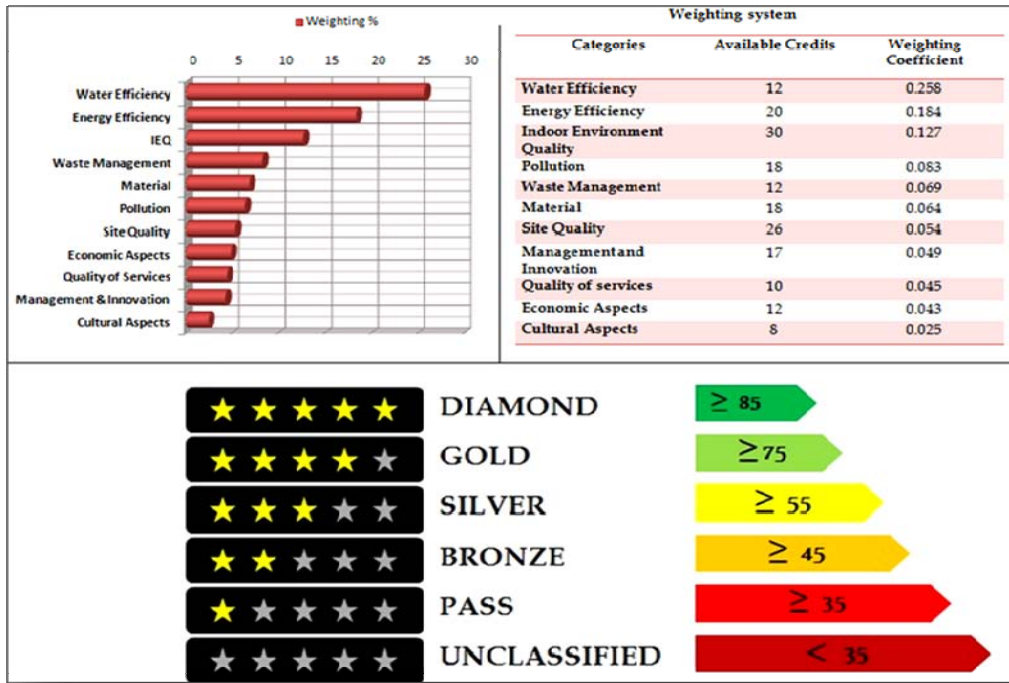 Weighting %
0 5 10 15 20 25 30
Water Efficiency
Energy Efficiency
IEQ
Waste Management
Material
Pollution
Site Quality
Economic Aspects
Quality of Services
Management & Innovation
Cultural Aspects
Weighting system
Categories Available Credits Weighting
Coefficient
Water Efficiency 12 0.258
Energy Efficiency 20 0.184
Indoor Environment 30 0.127
Quality
Pollution 18 0.083
Waste Management 12 0.069
Material 18 0.064
Site Quality 26 0.054
Management and 17 0.049
Innovation
Quality of services 10 0.045
Economic Aspects 12 0.043
Cultural Aspects 8 0.025
DIAMOND ≥ 85
GOLD ≥75
SILVER ≥ 55
BRONZE ≥ 45
PASS ≥ 35
UNCLASSIFIED < 35